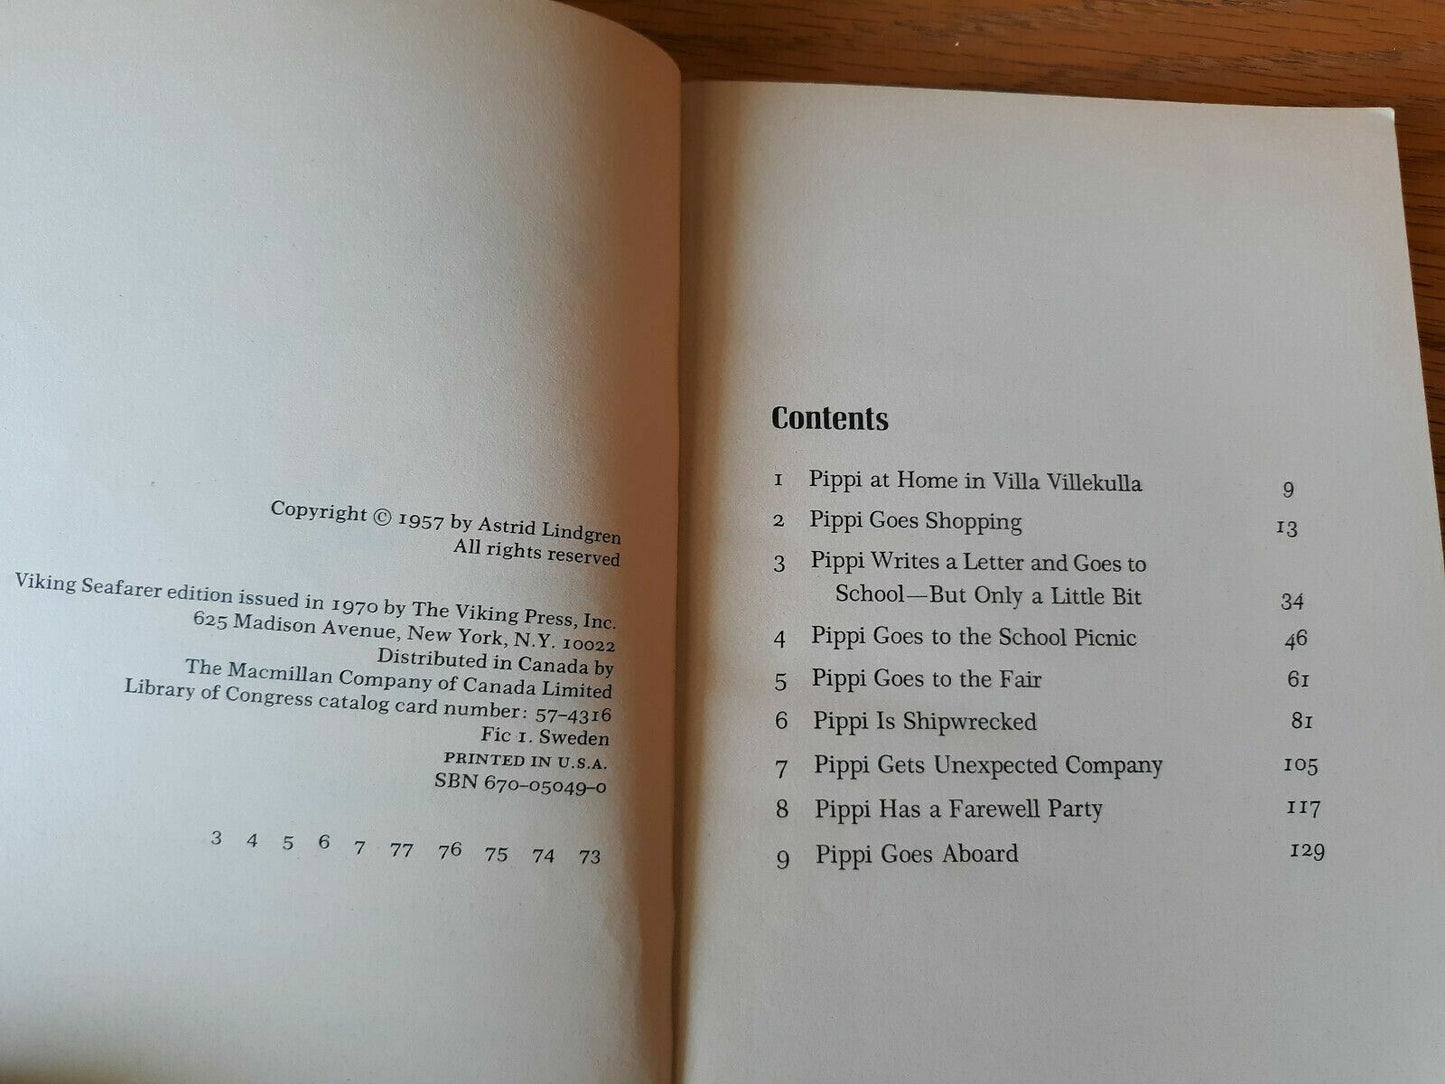 Copyright © 1957 by Astrid Lindgren
All rights reserved
Viking Seafarer edition issued in 1970 by The Viking Press, Inc.
625 Madison Avenue, New York, N.Y. 10022
Distributed in Canada by
The Macmillan Company of Canada Limited
Library of Congress catalog card number: 57-4316
Fic 1. Sweden
PRINTED IN U.S.A.
SBN 670-05049-0
3 4 5 6 7 77 76 75 74 73
Contents
1 Pippi at Home in Villa Villekulla 9
2 Pippi Goes Shopping 13
3 Pippi Writes a Letter and Goes to
School—But Only a Little Bit 34
4 Pippi Goes to the School Picnic 46
5 Pippi Goes to the Fair 61
6 Pippi Is Shipwrecked 81
7 Pippi Gets Unexpected Company 105
8 Pippi Has a Farewell Party 117
9 Pippi Goes Aboard 129